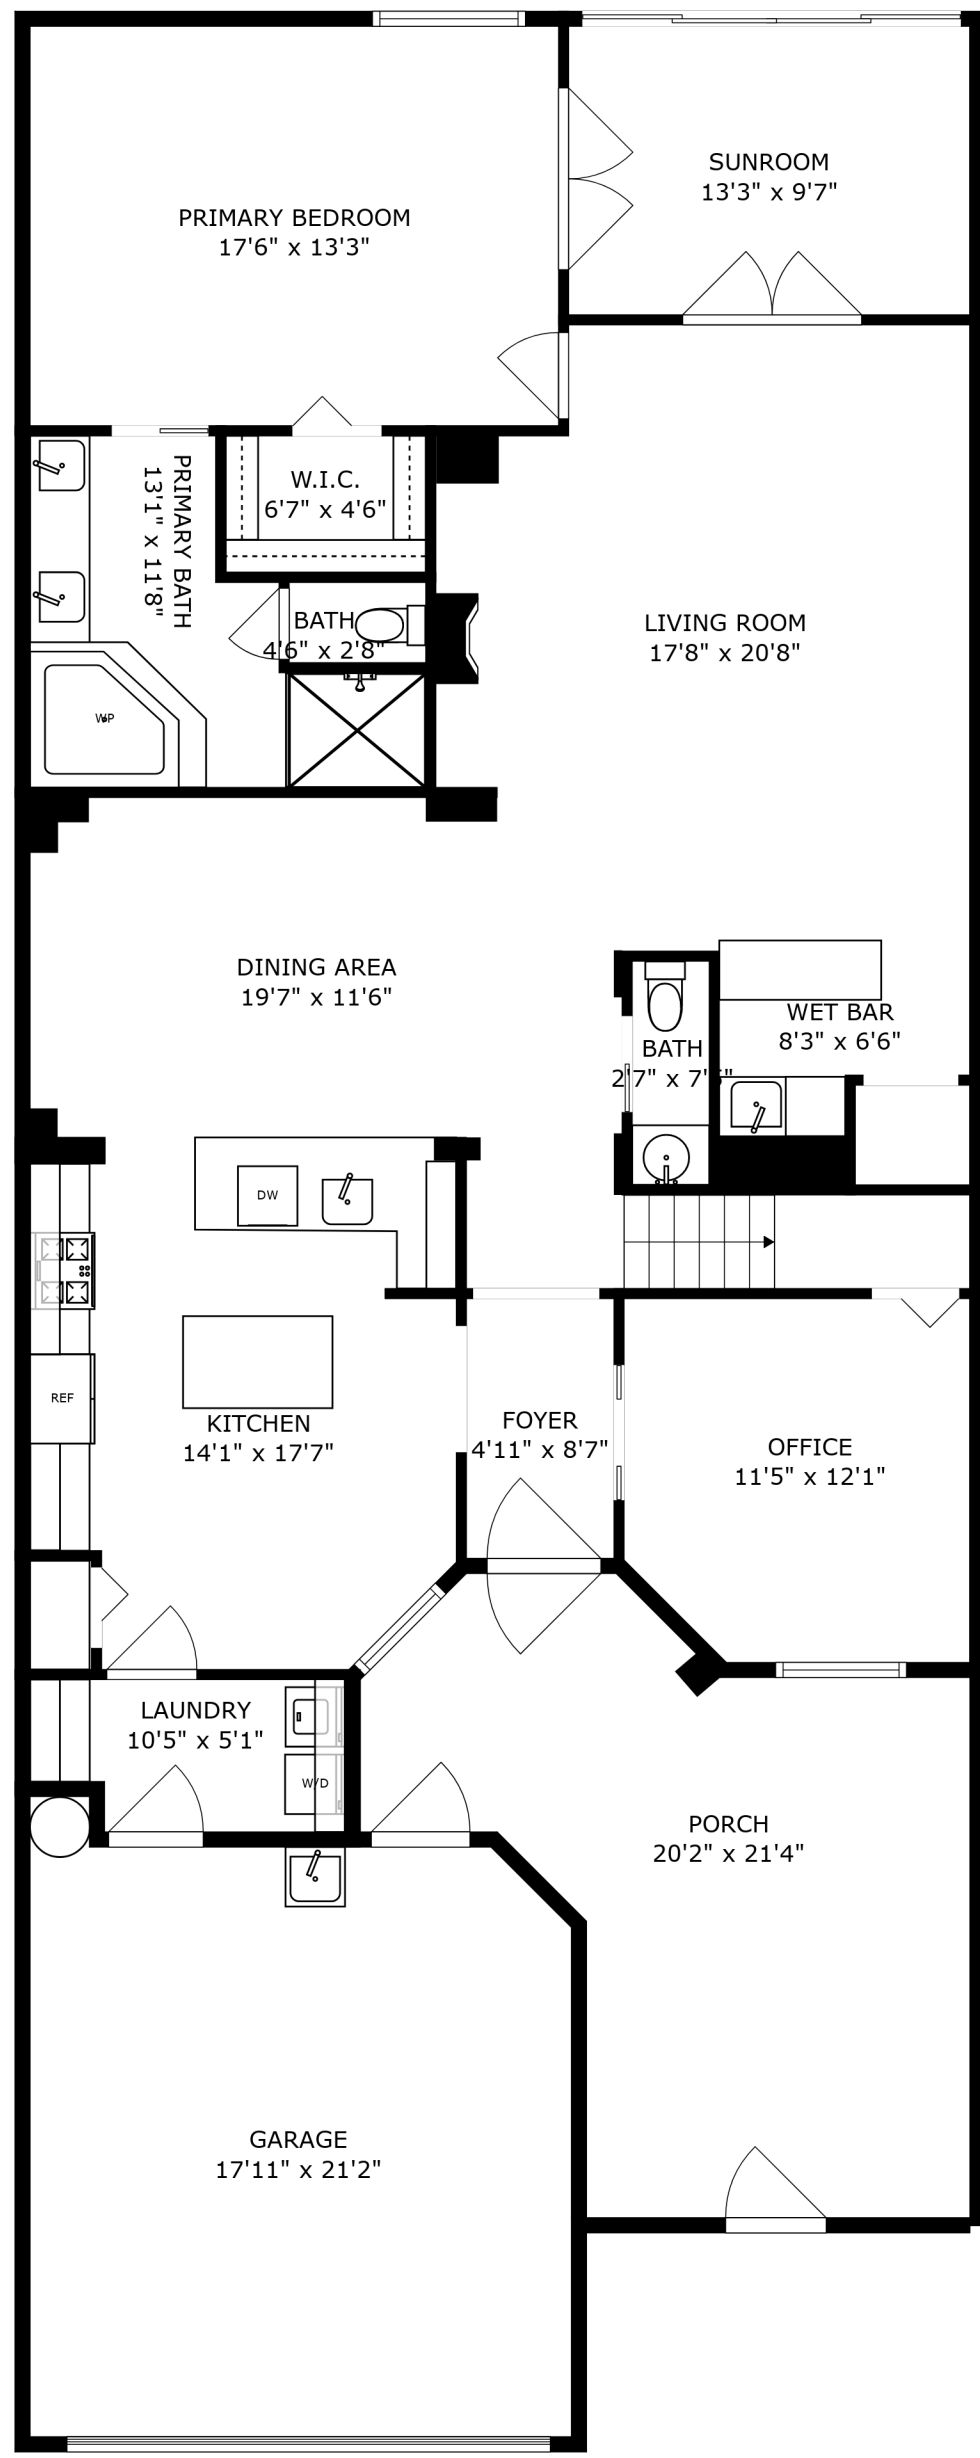 SUNROOM
13'3" x 9'7"
PRIMARY BEDROOM
17'6" x 13'3"
PRIMARY BATH
13'1" x 11'8"
W.I.C.
6'7" x 4'6"
BATH
4'6" x 2'8"
LIVING ROOM
17'8" x 20'8"
WP
DINING AREA
19'7" x 11'6"
WET BAR
8'3" x 6'6"
BATH
2'7" x
DW
REF
KITCHEN
14'1" x 17'7"
FOYER
4'11" x 8'7"
OFFICE
11'5" x 12'1"
LAUNDRY
10'5" x 5'1"
W/D
PORCH
20'2" x 21'4"
GARAGE
17'11" x 21'2"